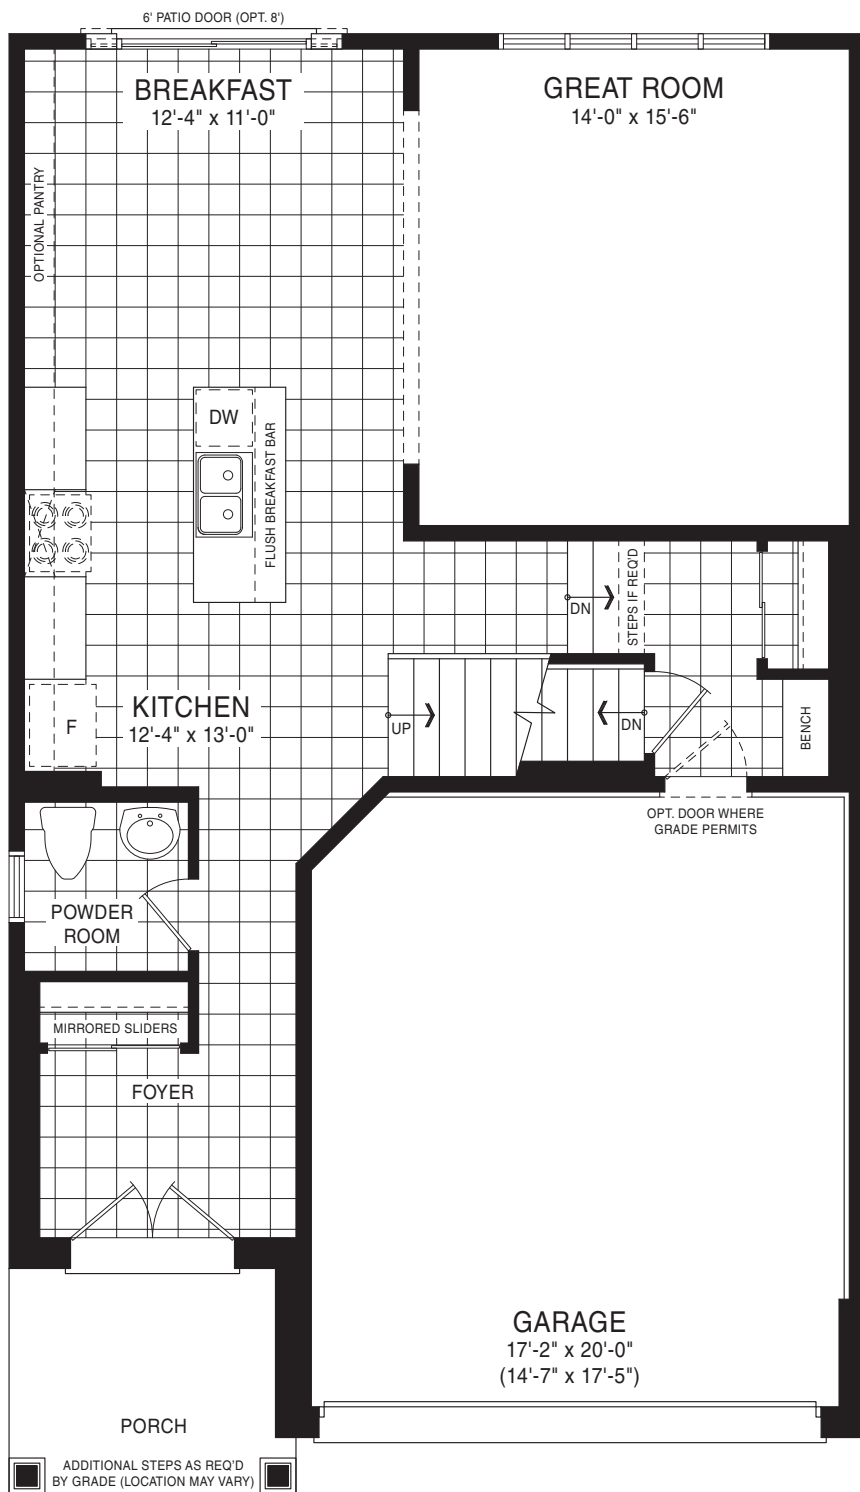 6' PATIO DOOR (OPT. 8')
BREAKFAST
12'-4" x 11'-0"
GREAT ROOM
14'-0" x 15'-6"
OPTIONAL PANTRY
DW
FLUSH BREAKFAST BAR
DN
STEPS IF REQ'D
KITCHEN
12'-4" x 13'-0"
F
UP
DN
BENCH
OPT. DOOR WHERE
GRADE PERMITS
POWDER
ROOM
MIRRORED SLIDERS
FOYER
GARAGE
17'-2" x 20'-0"
(14'-7" x 17'-5")
PORCH
ADDITIONAL STEPS AS REQ'D
BY GRADE (LOCATION MAY VARY)